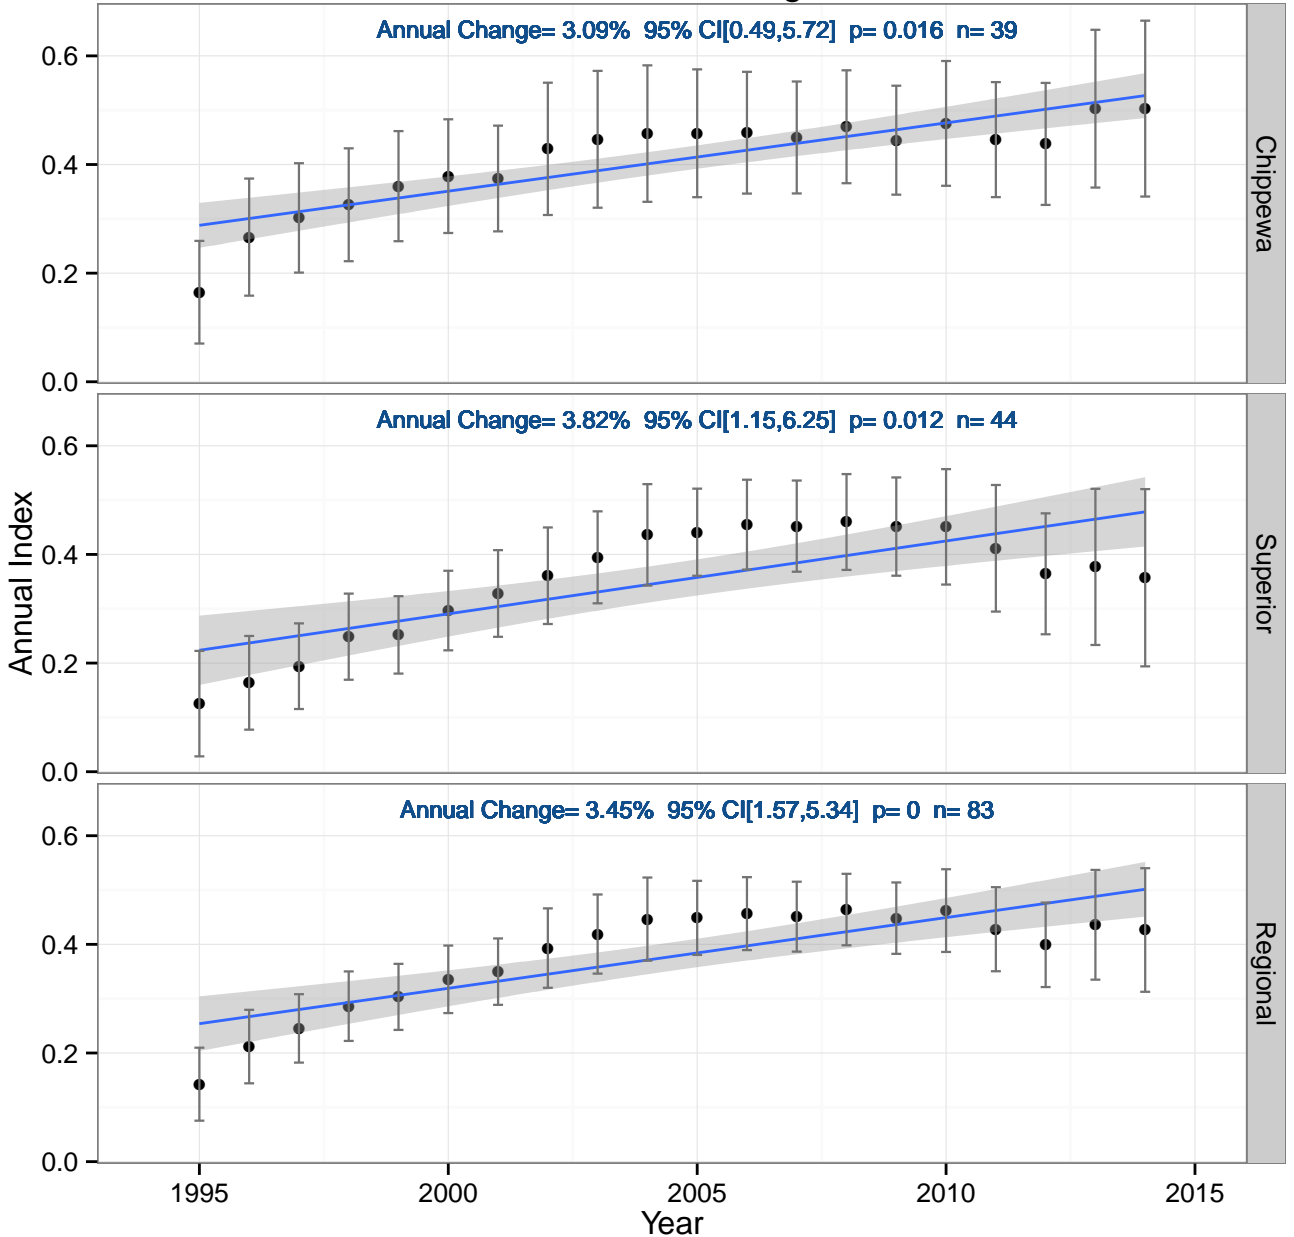 Annual Change= 3.09%  95% CI[0.49,5.72]  p= 0.016  n= 39
0.6
0.4
0.2
0.0
Chippewa
Annual Change= 3.82%  95% CI[1.15,6.25]  p= 0.012  n= 44
0.6
0.4
0.2
0.0
Superior
Annual Index
Annual Change= 3.45%  95% CI[1.57,5.34]  p= 0  n= 83
0.6
0.4
0.2
0.0
Regional
1995 2000 2005 2010 2015
Year